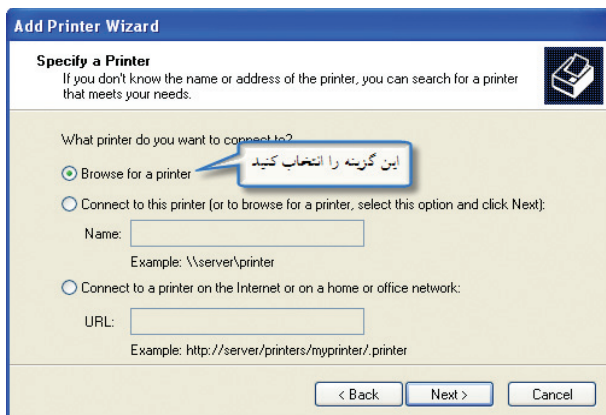 Add Printer Wizard
Specify a Printer
If you don't know the name or address of the printer, you can search for a printer
that meets your needs.
What printer do you want to connect to?
Browse for a printer
این گزینه را انتخاب کنید
Connect to this printer (or to browse for a printer, select this option and click Next):
Name:
Example: \\server\printer
Connect to a printer on the Internet or on a home or office network:
URL:
Example: http://server/printers/myprinter/.printer
< Back
Next >
Cancel